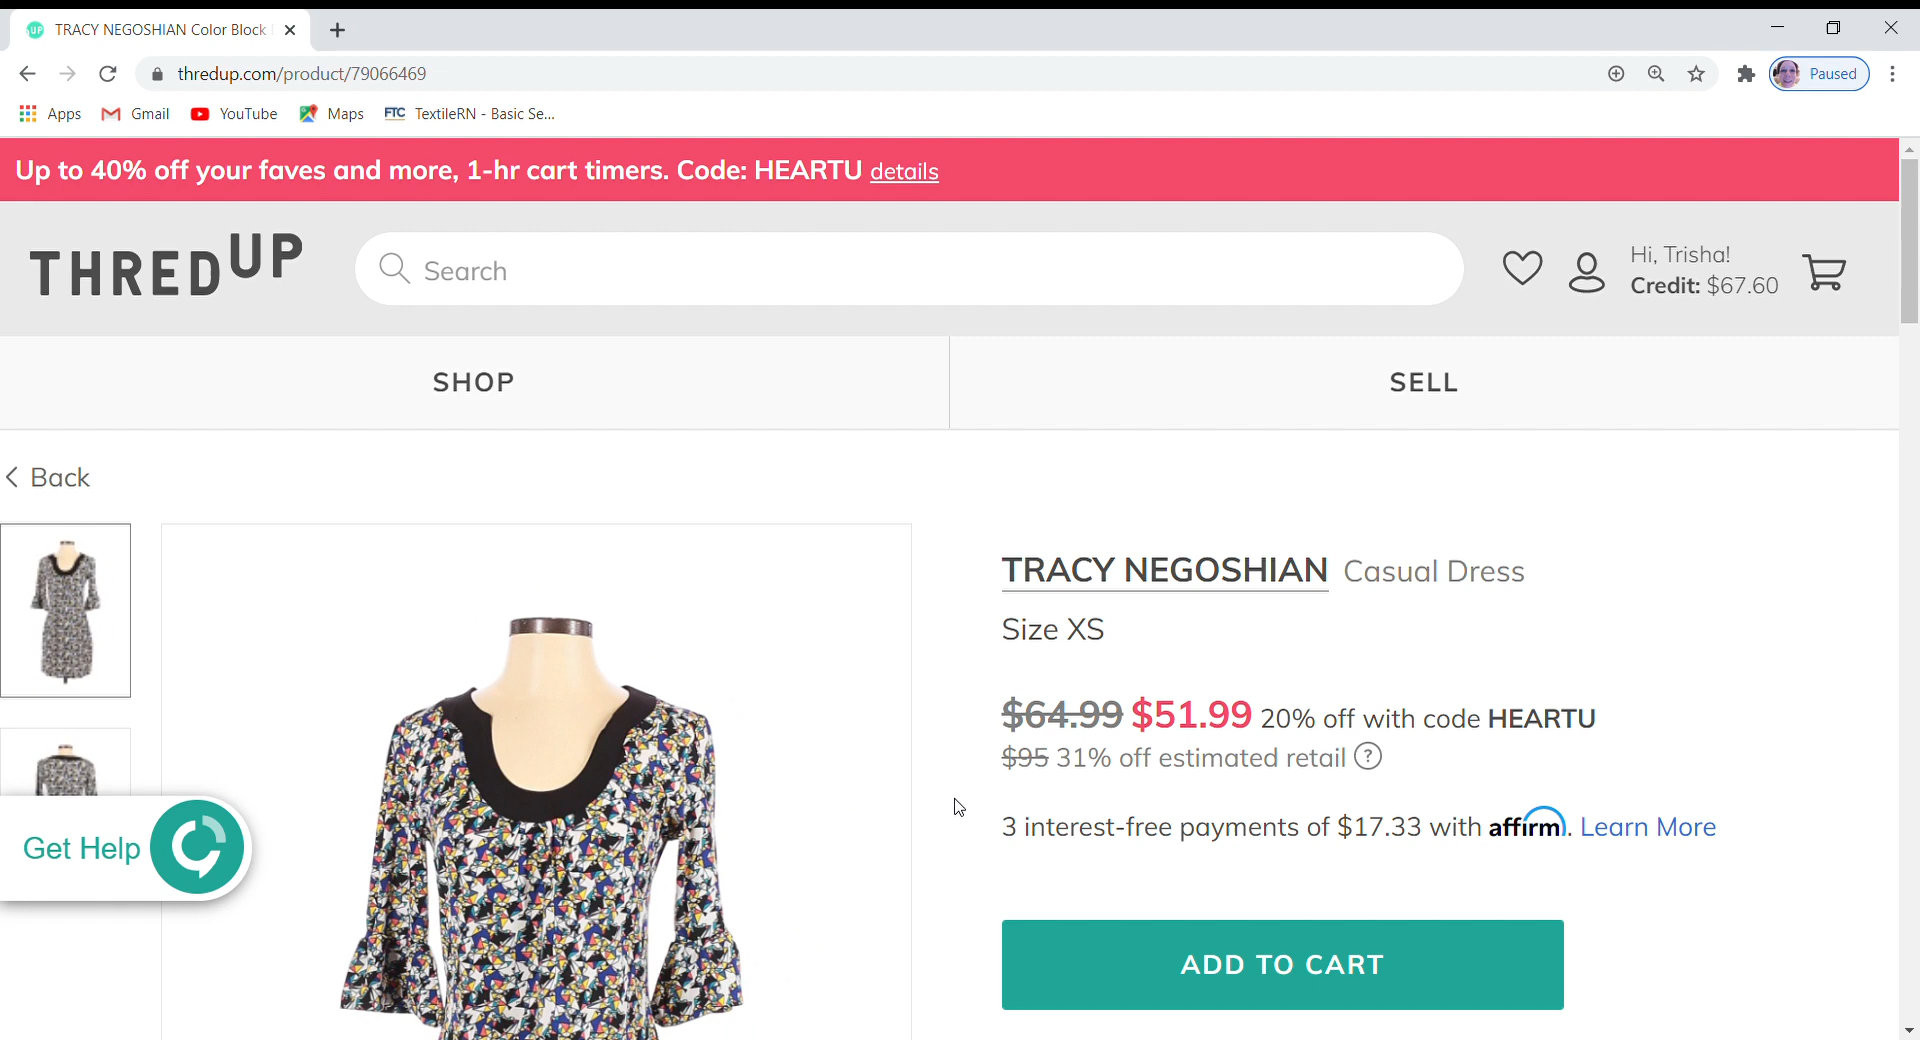 TRACY NEGOSHIAN Color Block
thredup.com/product/79066469
Paused
Apps Gmail YouTube Maps FTC TextileRN - Basic Se...
Up to 40% off your faves and more, 1-hr cart timers. Code: HEARTU details
THREDUP
Search
Hi, Trisha!
Credit: $67.60
SHOP
SELL
< Back
TRACY NEGOSHIAN Casual Dress
Size XS
$64.99 $51.99 20% off with code HEARTU
$95 31% off estimated retail ?
3 interest-free payments of $17.33 with affirm. Learn More
Get Help
ADD TO CART